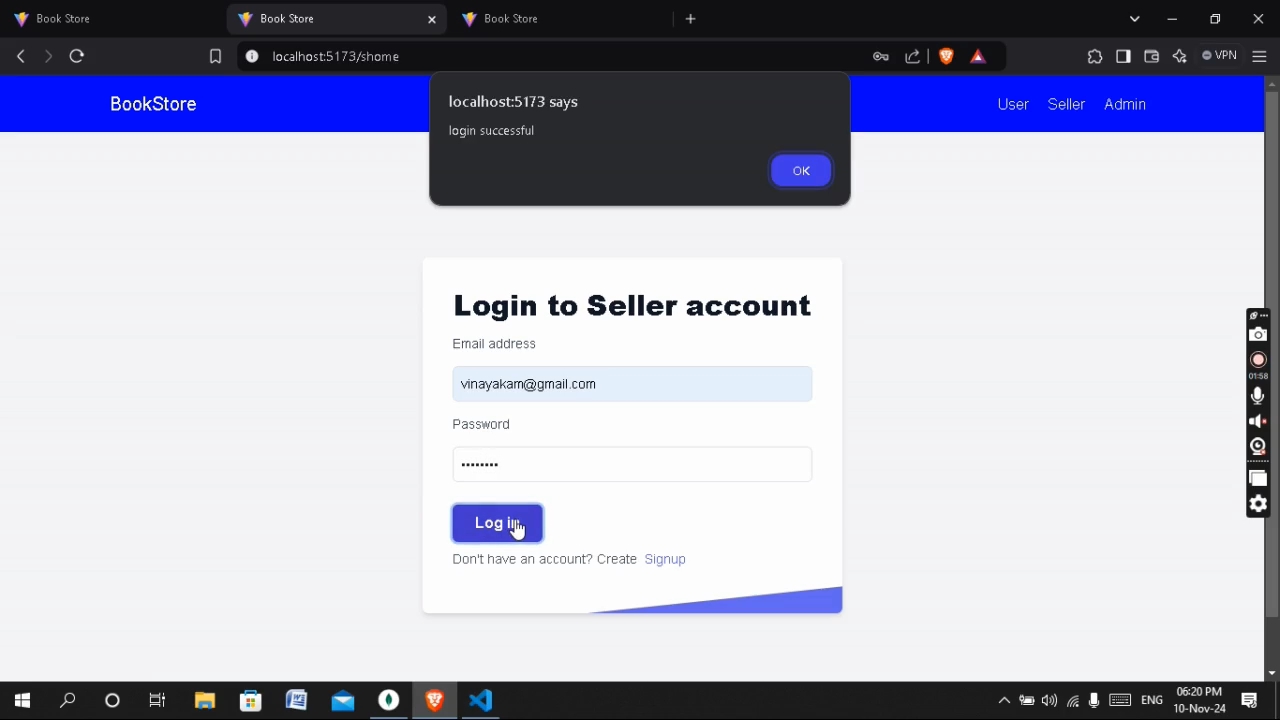 Book Store
Book Store
Book Store
localhost:5173/shome
VPN
BookStore
User Seller Admin
localhost:5173 says
login successful
OK
Login to Seller account
Email address
vinayakam@gmail.com
Password
Log in
Don't have an account? Create Signup
01:58
ENG
06:20 PM
10-Nov-24